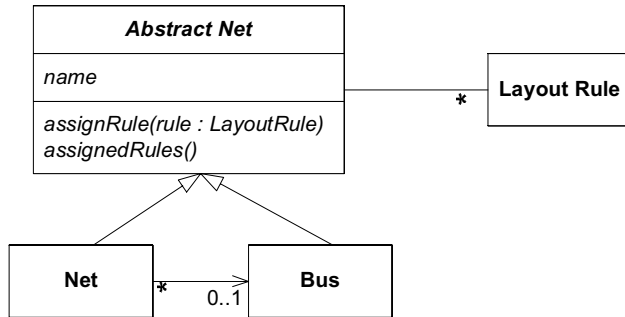 Abstract Net
name
Layout Rule
*
assignRule(rule : LayoutRule)
assignedRules()
Net
Bus
*
0..1